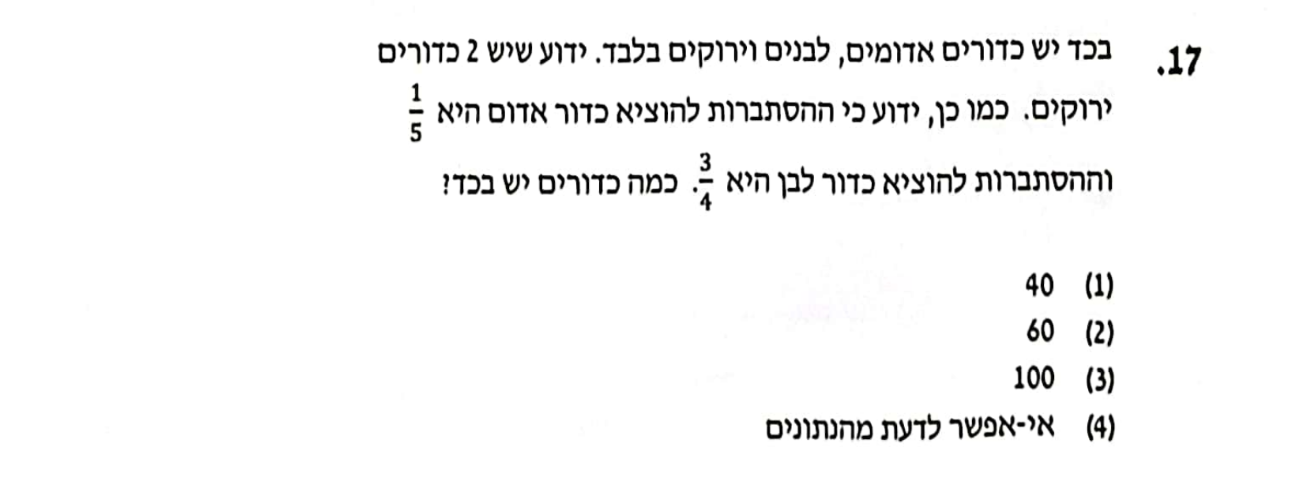 17. בכד יש כדורים אדומים, לבנים וירוקים בלבד. ידוע שיש 2 כדורים
ירוקים. כמו כן, ידוע כי ההסתברות להוציא כדור אדום היא 1/5
וההסתברות להוציא כדור לבן היא 3/4. כמה כדורים יש בכד?
(1) 40
(2) 60
(3) 100
(4) אי-אפשר לדעת מהנתונים